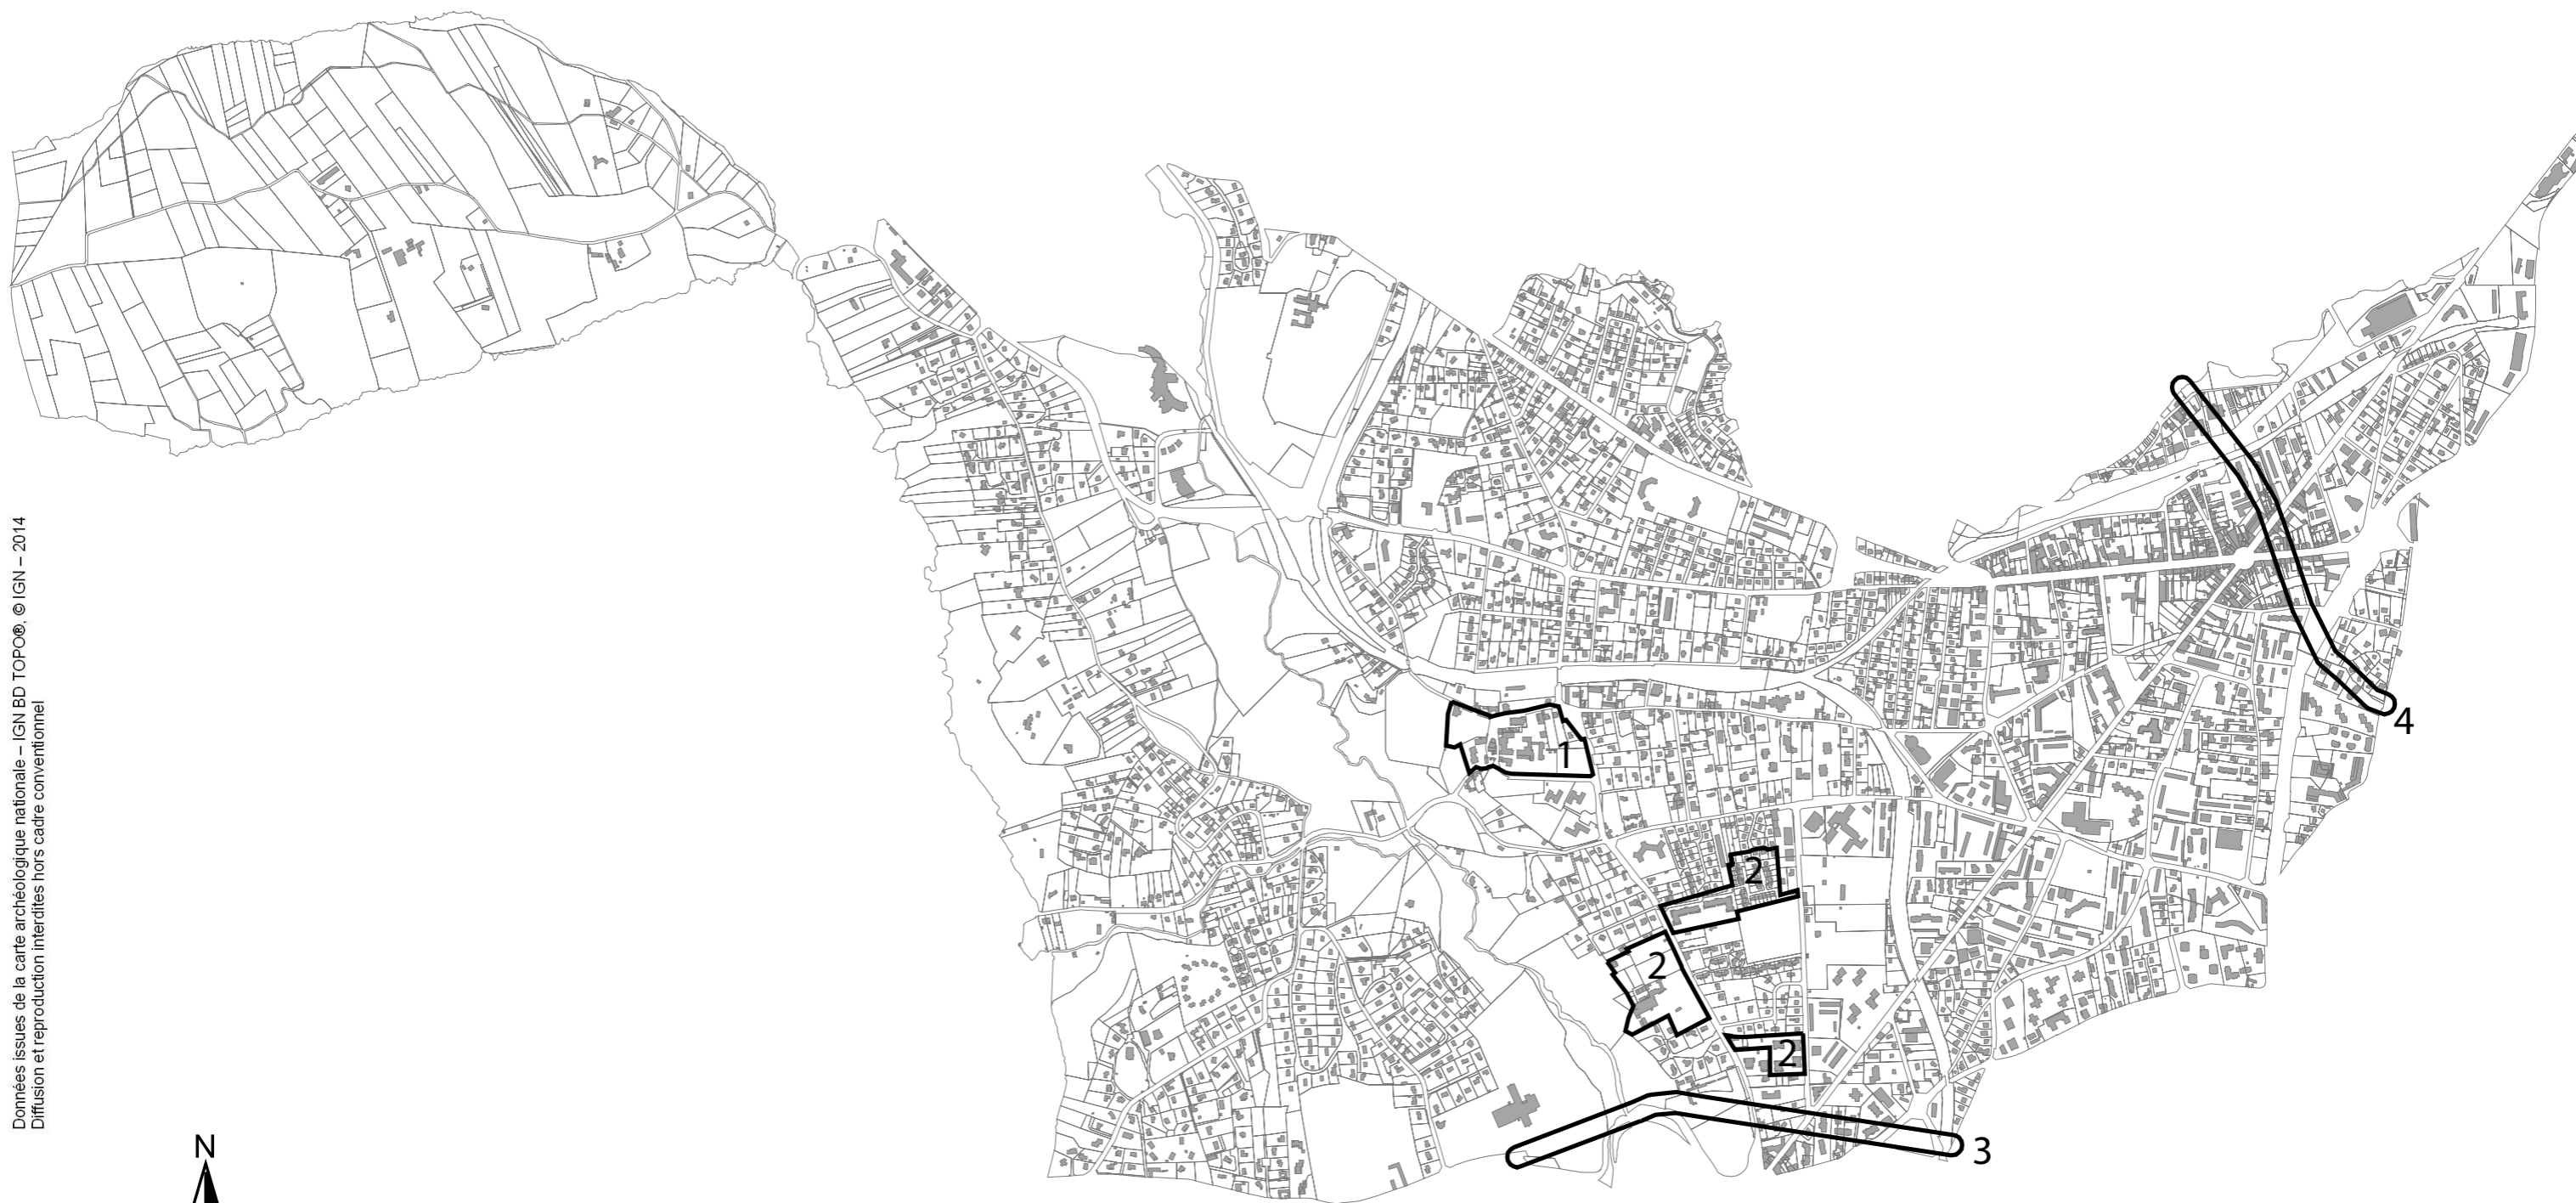 Données issues de la carte archéologique nationale – IGN BD TOPO®, © IGN – 2014
Diffusion et reproduction interdites hors cadre conventionnel
N
1
2
2
2
3
4